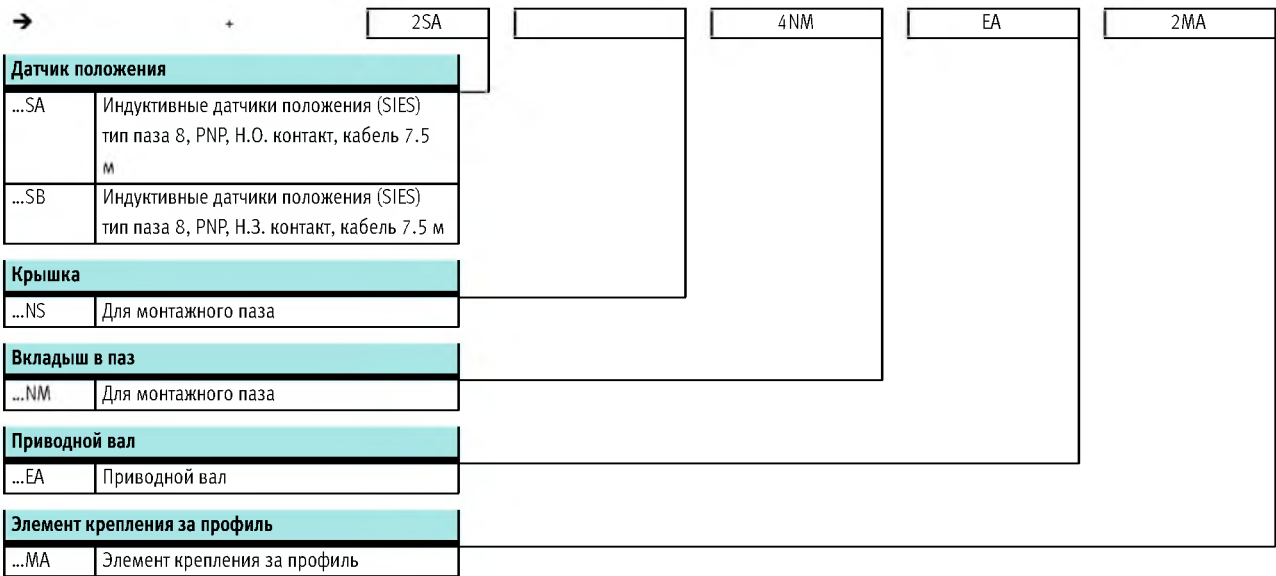 ➔ + 2SA 4NM EA 2MA
Датчик положения
...SA Индуктивные датчики положения (SIES)
тип паза 8, PNP, Н.О. контакт, кабель 7.5
м
...SB Индуктивные датчики положения (SIES)
тип паза 8, PNP, Н.З. контакт, кабель 7.5 м
Крышка
...NS Для монтажного паза
Вкладыш в паз
...NM Для монтажного паза
Приводной вал
...EA Приводной вал
Элемент крепления за профиль
...MA Элемент крепления за профиль